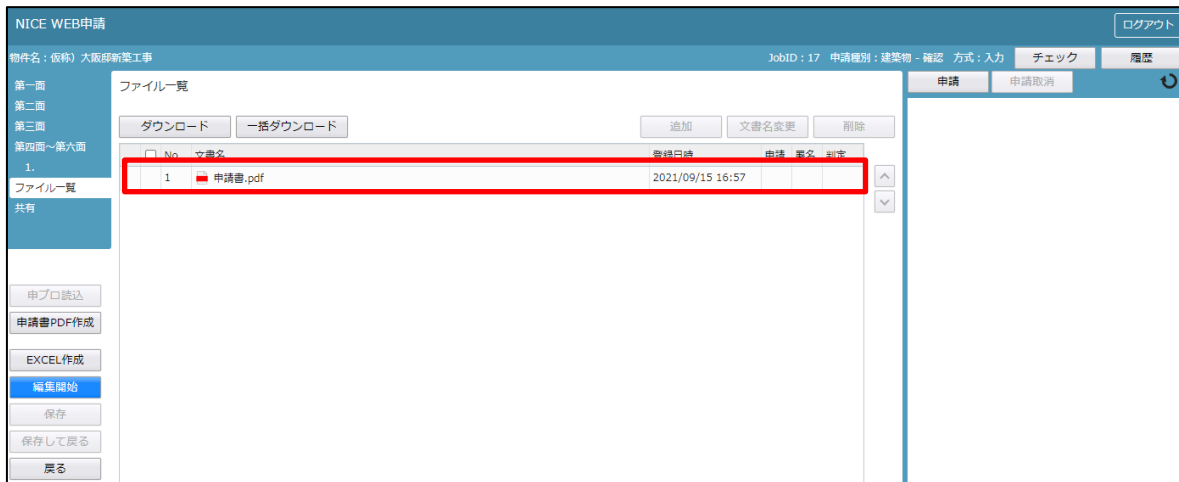 NICE WEB申請
ログアウト
物件名：仮称）大阪邸新築工事
JobID：17 申請種別：建築物 - 確認 方式：入力
チェック
履歴
第一面
第二面
第三面
第四面～第六面
1.
ファイル一覧
共有
申プロ読込
申請書PDF作成
EXCEL作成
編集開始
保存
保存して戻る
戻る
ファイル一覧
ダウンロード
一括ダウンロード
追加
文書名変更
削除
No 文書名 登録日時 申請 署名 判定
1 申請書.pdf 2021/09/15 16:57
申請
申請取消